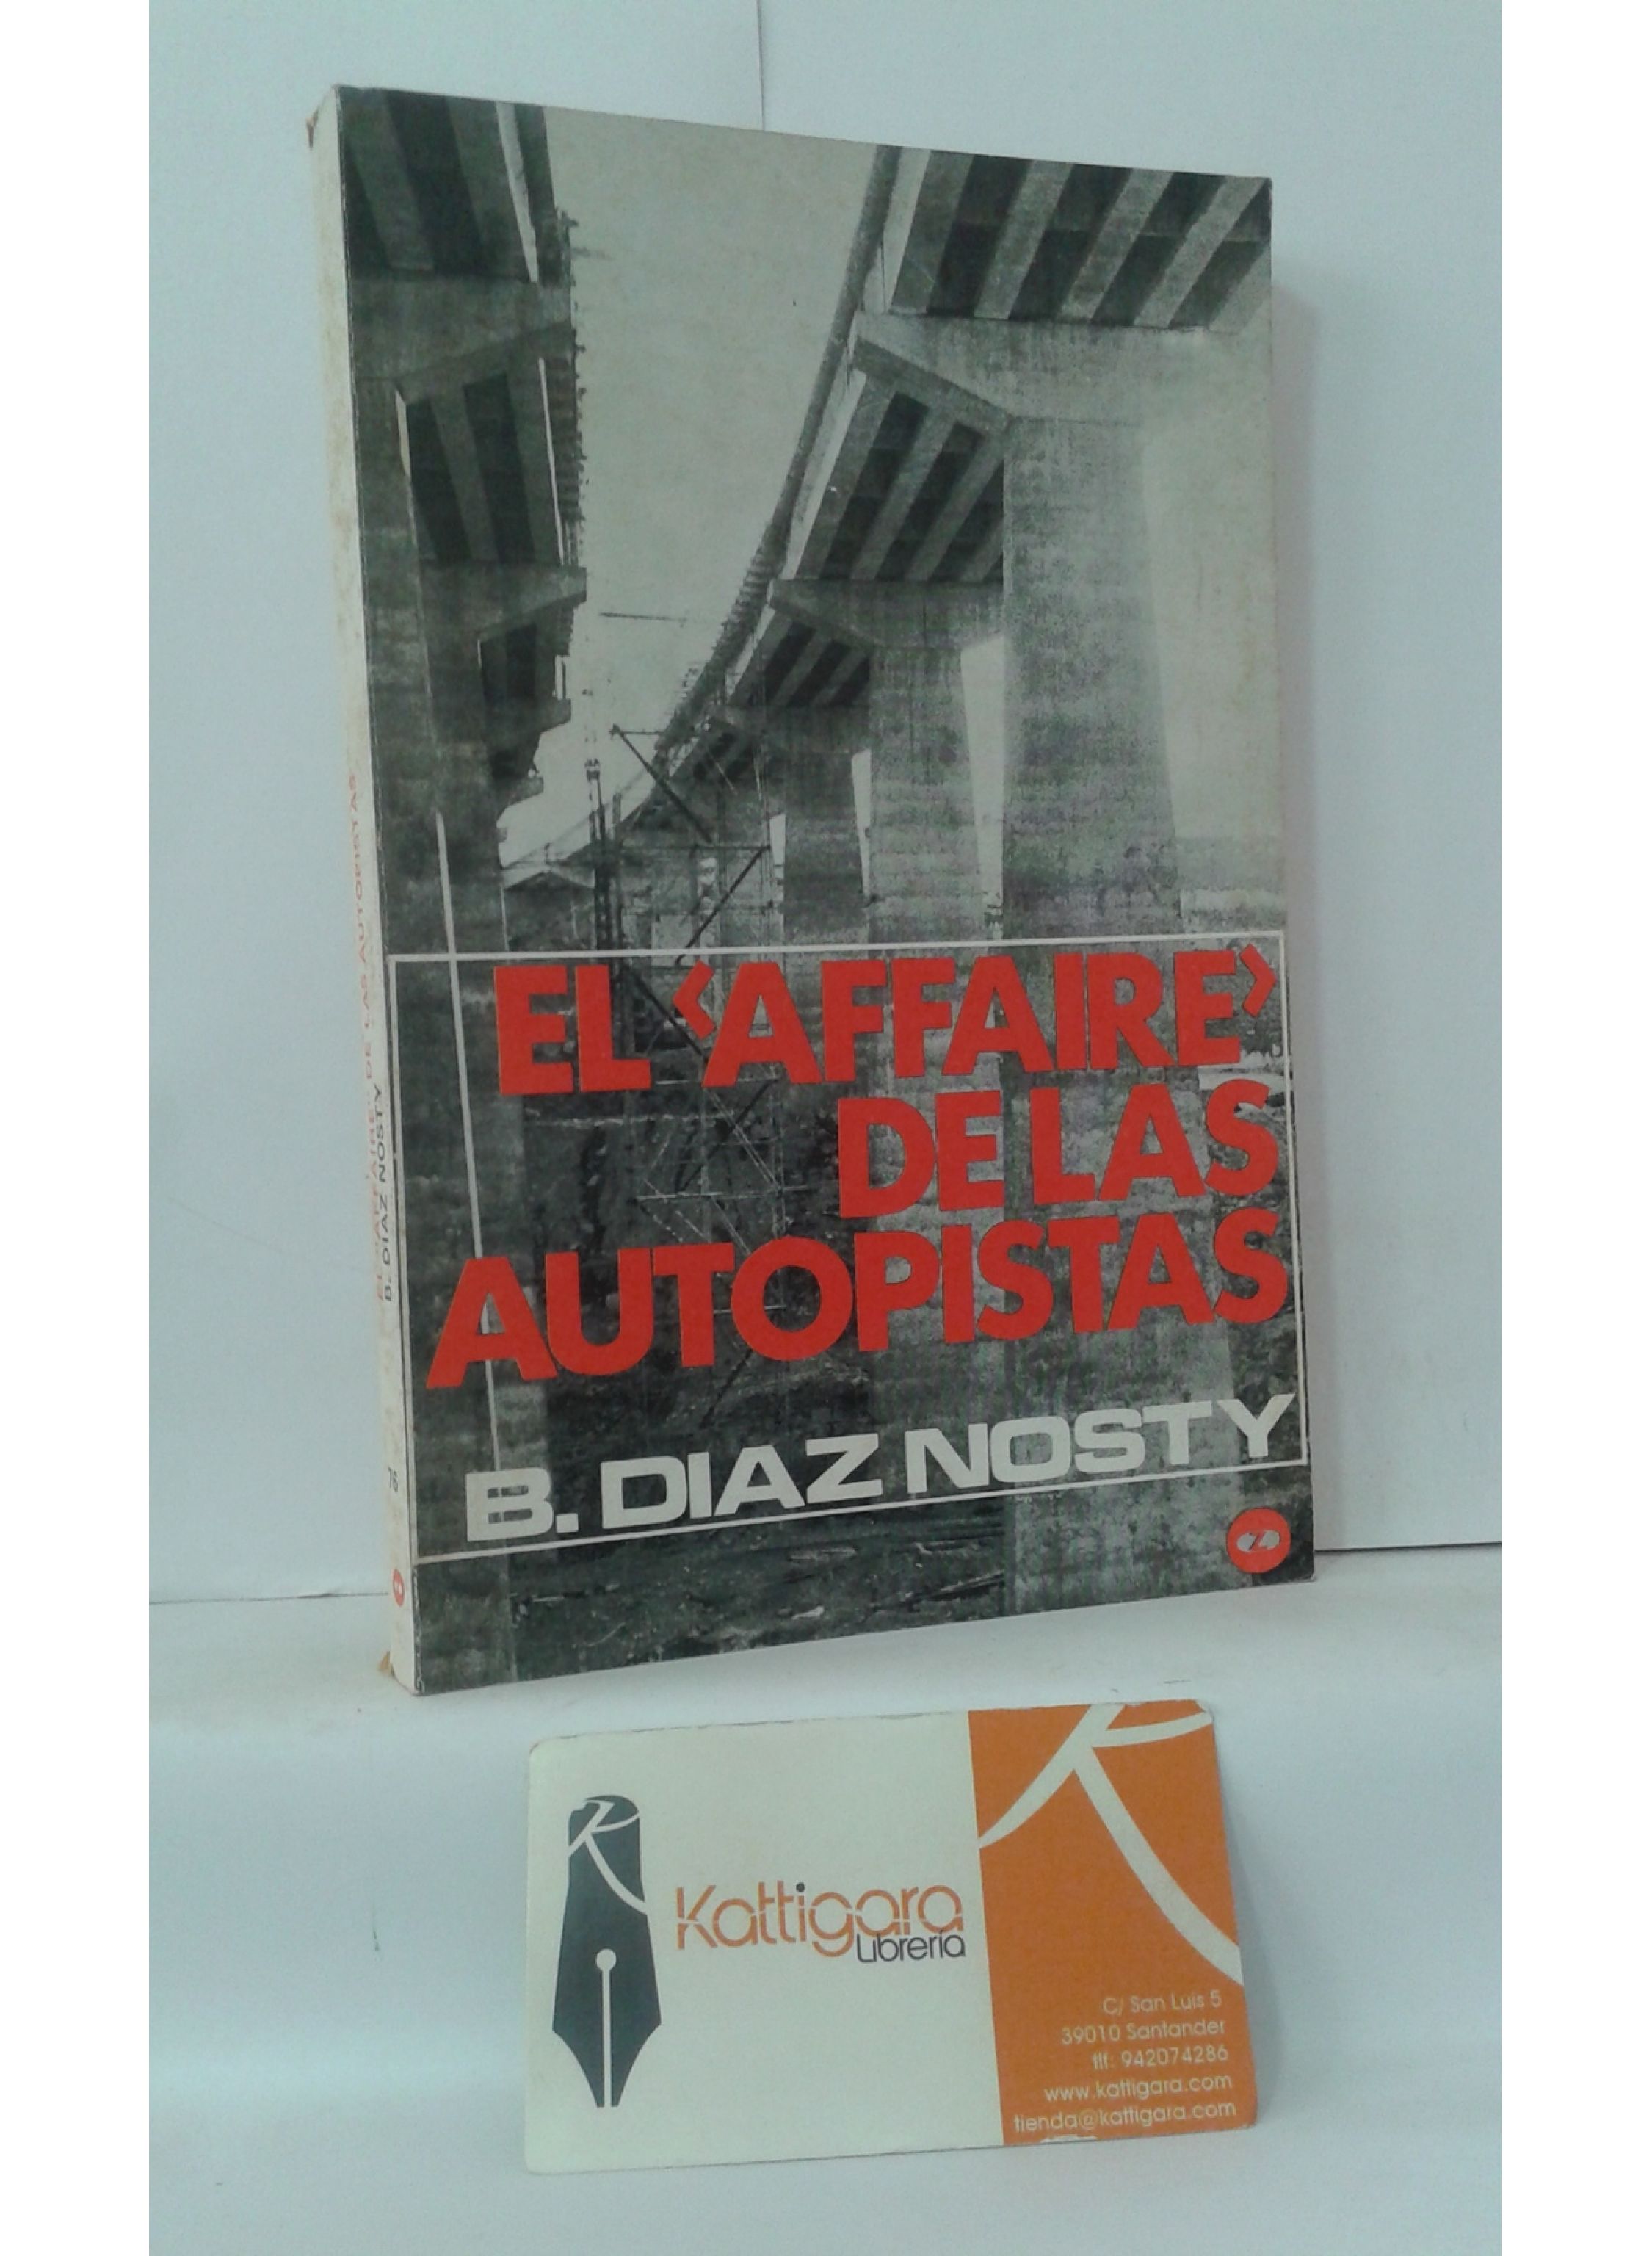 EL ‹AFFAIRE›
DE LAS
AUTOPISTAS
B. DIAZ NOSTY
Z
EL «AFFAIRE» DE LAS AUTOPISTAS
B. DIAZ NOSTY
76
Kattigara
Librería
C/ San Luis 5
39010 Santander
tlf: 942074286
www.kattigara.com
tienda@kattigara.com